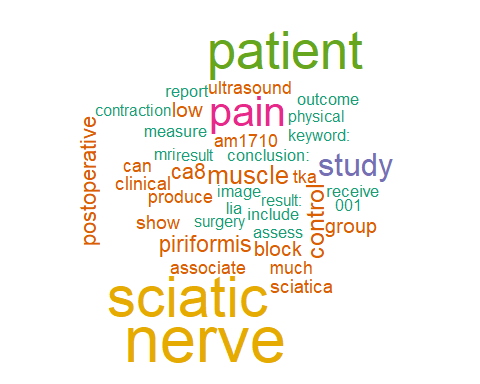 patient
report ultrasound
outcome
contraction low pain physical
measure keyword:
am1710
postoperative
mri result conclusion: study
can ca8 muscle tka
clinical image receive
produce result: 001
lia
control
show surgery include group
assess
piriformis block
associate much
sciatic sciatica
nerve